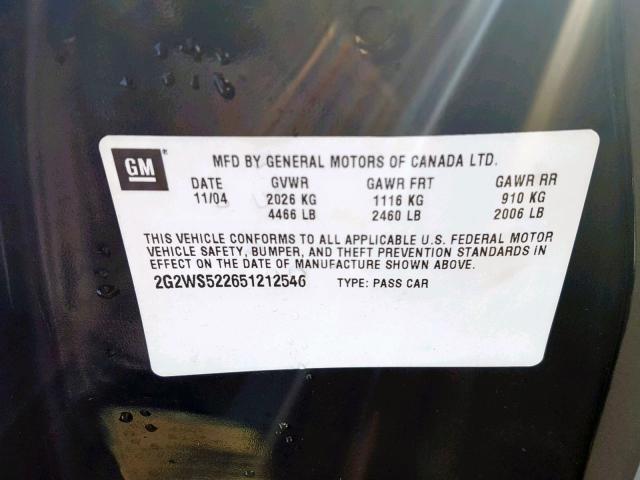 GM
MFD BY GENERAL MOTORS OF CANADA LTD.
DATE GVWR GAWR FRT GAWR RR
11/04 2026 KG 1116 KG 910 KG
4466 LB 2460 LB 2006 LB
THIS VEHICLE CONFORMS TO ALL APPLICABLE U.S. FEDERAL MOTOR
VEHICLE SAFETY, BUMPER, AND THEFT PREVENTION STANDARDS IN
EFFECT ON THE DATE OF MANUFACTURE SHOWN ABOVE.
2G2WS522651212546 TYPE: PASS CAR